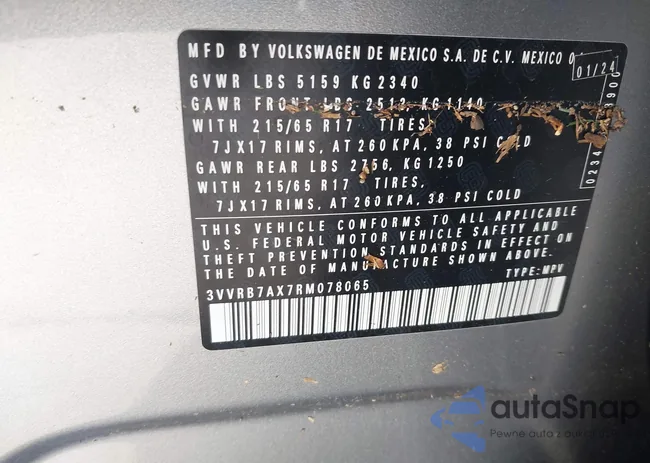 MFD BY VOLKSWAGEN DE MEXICO S.A. DE C.V. MEXICO
01/24
GVWR LBS 5159 KG 2340
GAWR FRONT LBS 2513, KG 1140
WITH 215/65 R17 TIRES,
7JX17 RIMS, AT 260 KPA, 38 PSI COLD
GAWR REAR LBS 2756, KG 1250
WITH 215/65 R17 TIRES,
7JX17 RIMS, AT 260 KPA, 38 PSI COLD
0234
THIS VEHICLE CONFORMS TO ALL APPLICABLE
U.S. FEDERAL MOTOR VEHICLE SAFETY AND
THEFT PREVENTION STANDARDS IN EFFECT ON
THE DATE OF MANUFACTURE SHOWN ABOVE.
3VVRB7AX7RM078065
TYPE: MPV
autaSnap
Pewne auta z